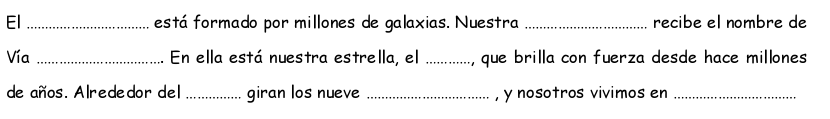 El ................................. está formado por millones de galaxias. Nuestra ................................. recibe el nombre de
Vía ................................. En ella está nuestra estrella, el ............, que brilla con fuerza desde hace millones
de años. Alrededor del ............... giran los nueve ................................. , y nosotros vivimos en .................................